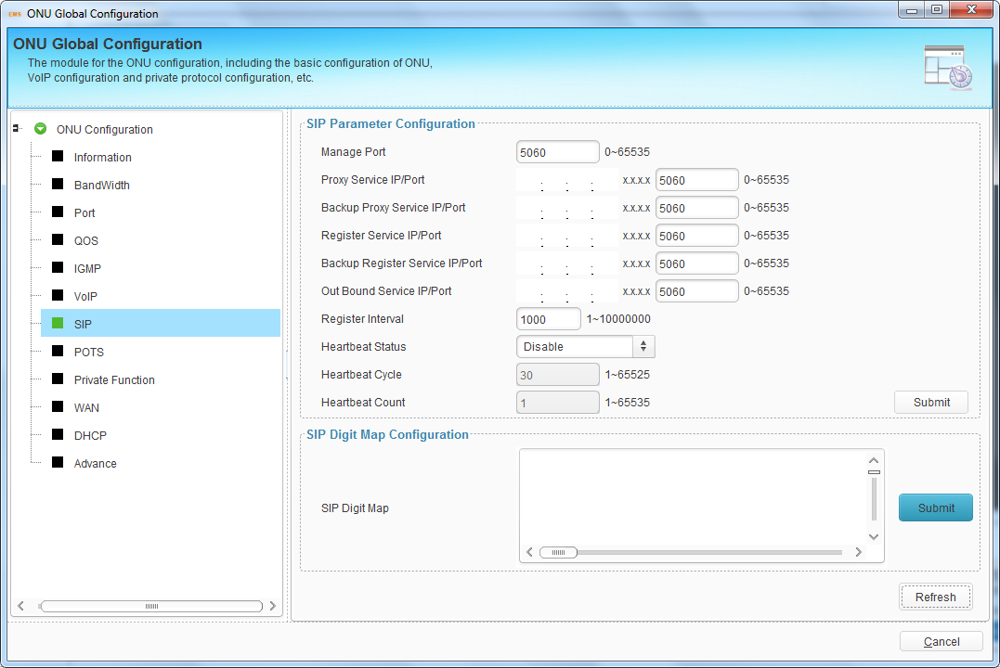 EMS ONU Global Configuration
ONU Global Configuration
The module for the ONU configuration, including the basic configuration of ONU,
VoIP configuration and private protocol configuration, etc.
ONU Configuration
Information
BandWidth
Port
QOS
IGMP
VoIP
SIP
POTS
Private Function
WAN
DHCP
Advance
SIP Parameter Configuration
Manage Port 5060 0~65535
Proxy Service IP/Port . . . x.x.x.x 5060 0~65535
Backup Proxy Service IP/Port . . . x.x.x.x 5060 0~65535
Register Service IP/Port . . . x.x.x.x 5060 0~65535
Backup Register Service IP/Port . . . x.x.x.x 5060 0~65535
Out Bound Service IP/Port . . . x.x.x.x 5060 0~65535
Register Interval 1000 1~10000000
Heartbeat Status Disable
Heartbeat Cycle 30 1~65525
Heartbeat Count 1 1~65535
Submit
SIP Digit Map Configuration
SIP Digit Map
Submit
Refresh
Cancel